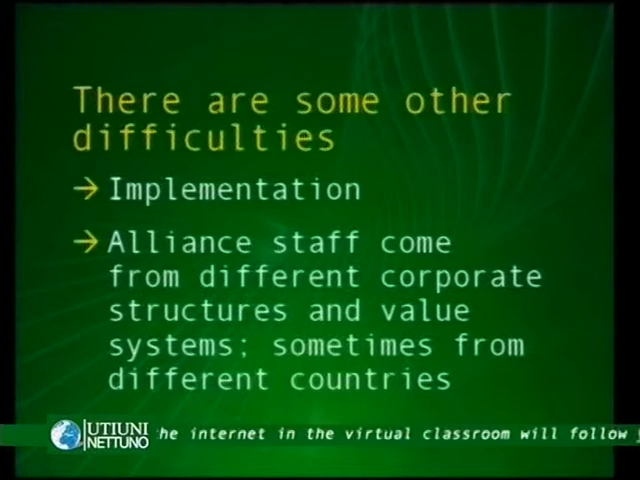 There are some other
difficulties
→ Implementation
→ Alliance staff come
from different corporate
structures and value
systems; sometimes from
different countries
UTIUNI
NETTUNO
he internet in the virtual classroom will follow